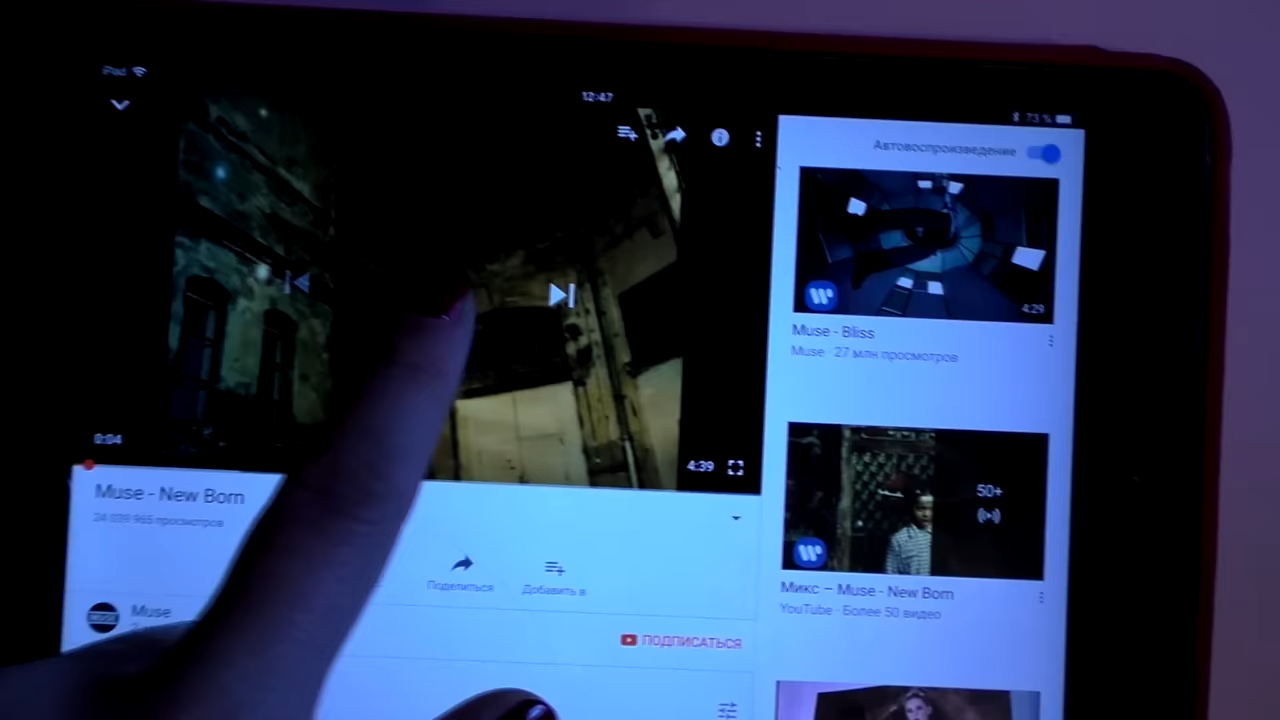 iPad
12:47
73 %
Автовоспроизведение
4:29
Muse - Bliss
Muse · 27 млн просмотров
0:04
4:39
Muse - New Born
24 039 965 просмотров
Поделиться
Добавить в
Muse
ПОДПИСАТЬСЯ
50+
Микс – Muse - New Born
YouTube · Более 50 видео